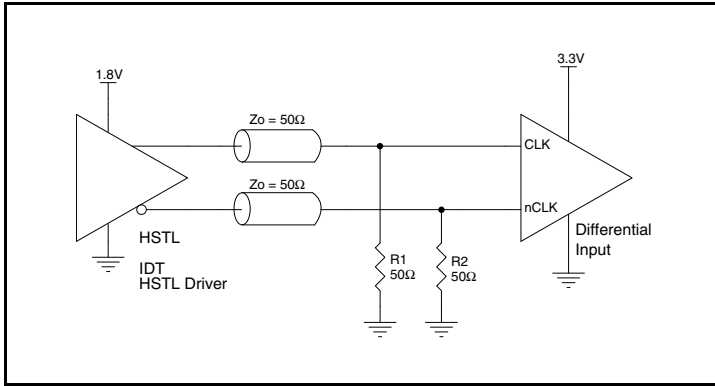 1.8V
3.3V
Zo = 50Ω
CLK
Zo = 50Ω
nCLK
HSTL
Differential
Input
IDT
HSTL Driver
R1
50Ω
R2
50Ω